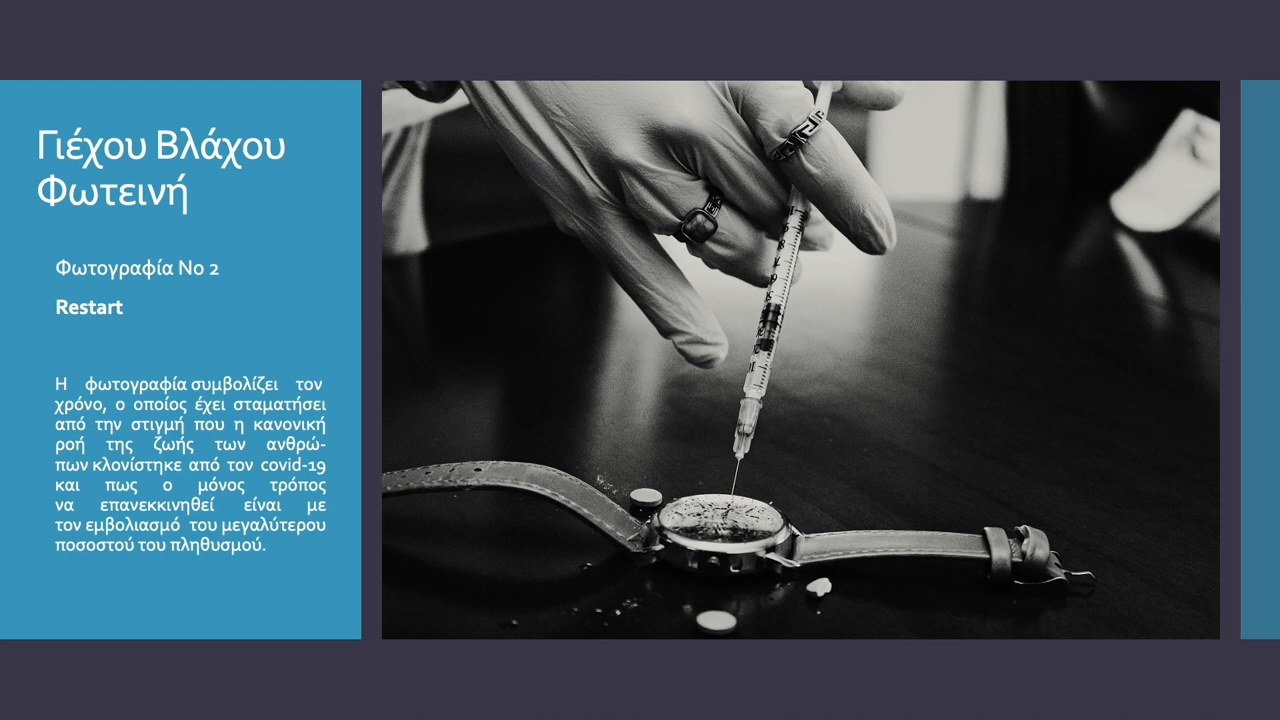 Γιέχου Βλάχου
Φωτεινή
Φωτογραφία Νο 2
Restart
Η φωτογραφία συμβολίζει τον
χρόνο, ο οποίος έχει σταματήσει
από την στιγμή που η κανονική
ροή της ζωής των ανθρώ-
πων κλονίστηκε από τον covid-19
και πως ο μόνος τρόπος
να επανεκκινηθεί είναι με
τον εμβολιασμό του μεγαλύτερου
ποσοστού του πληθυσμού.